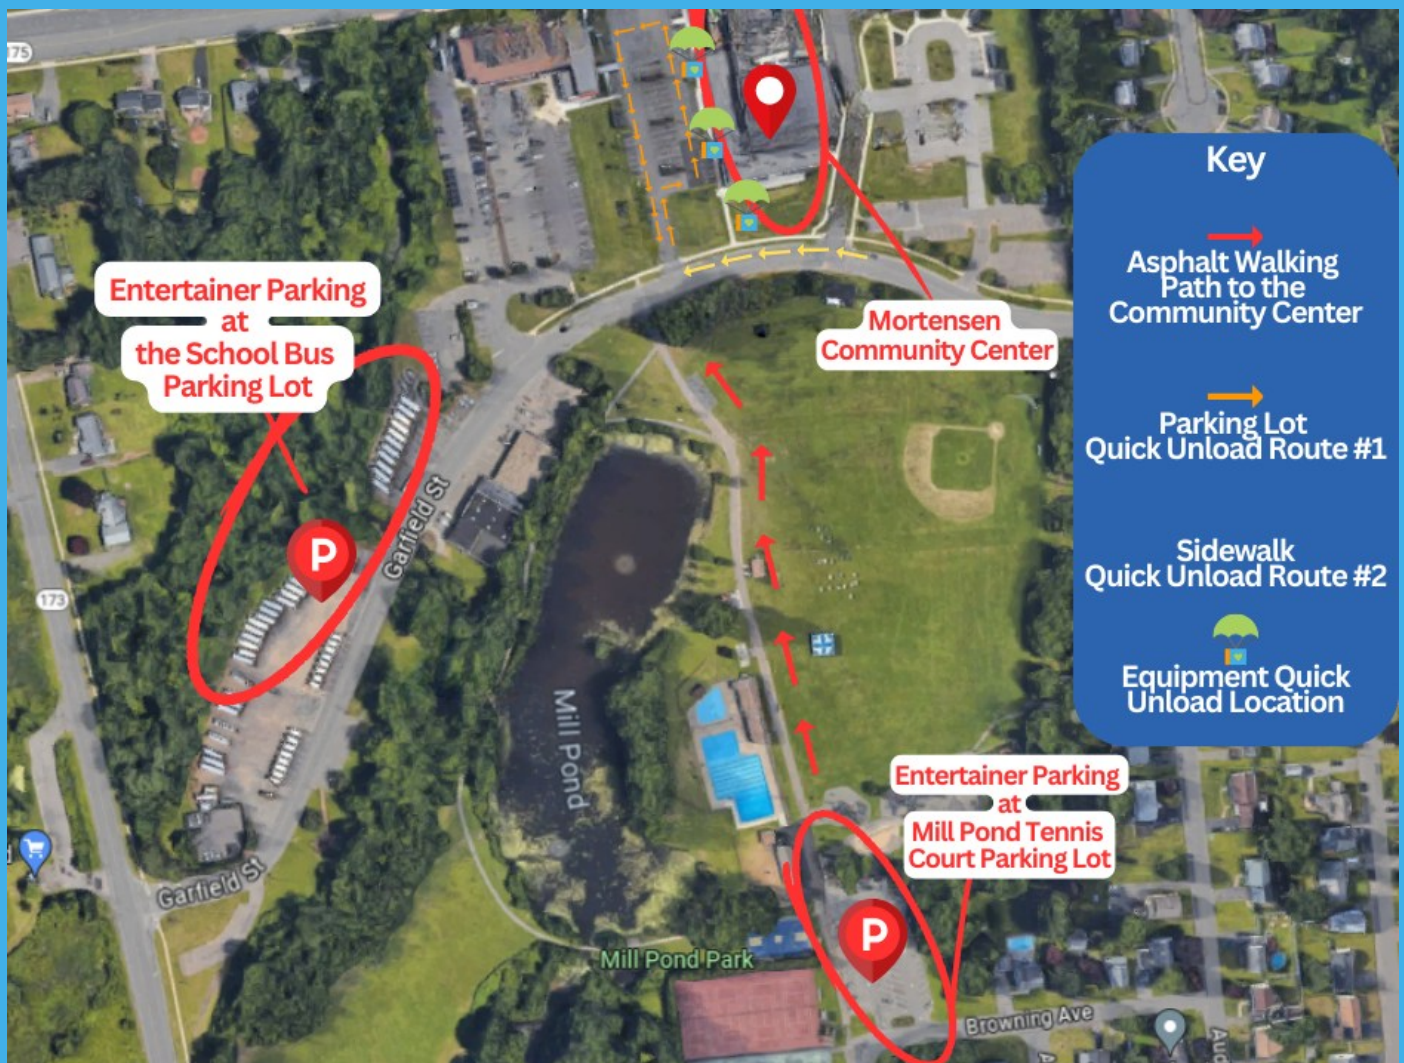 175
Entertainer Parking
at
the School Bus
Parking Lot
Mortensen
Community Center
Key
Asphalt Walking
Path to the
Community Center
Parking Lot
Quick Unload Route #1
Sidewalk
Quick Unload Route #2
Equipment Quick
Unload Location
P
Garfield St
173
Mill Pond
Entertainer Parking
at
Mill Pond Tennis
Court Parking Lot
Garfield St
P
Mill Pond Park
Browning Ave